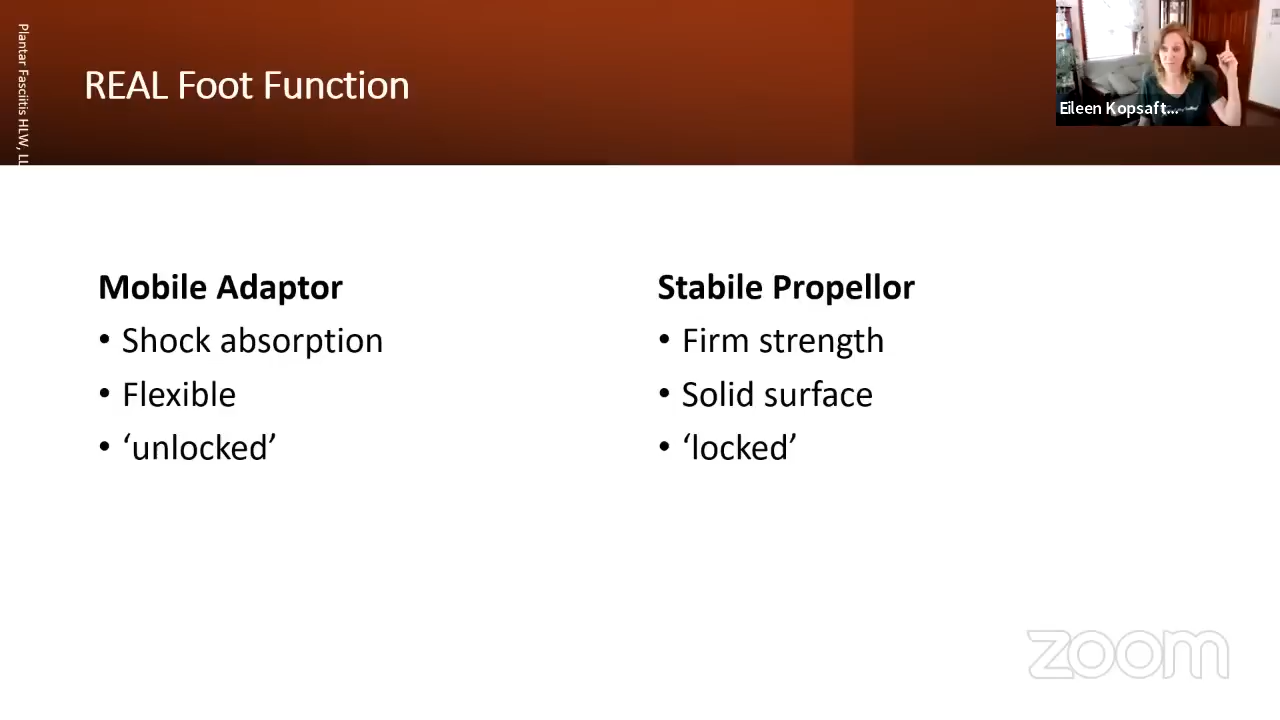 Plantar Fasciitis HLW, LL
REAL Foot Function
Eileen Kopsaft...
Mobile Adaptor
• Shock absorption
• Flexible
• ‘unlocked’
Stabile Propellor
• Firm strength
• Solid surface
• ‘locked’
zoom